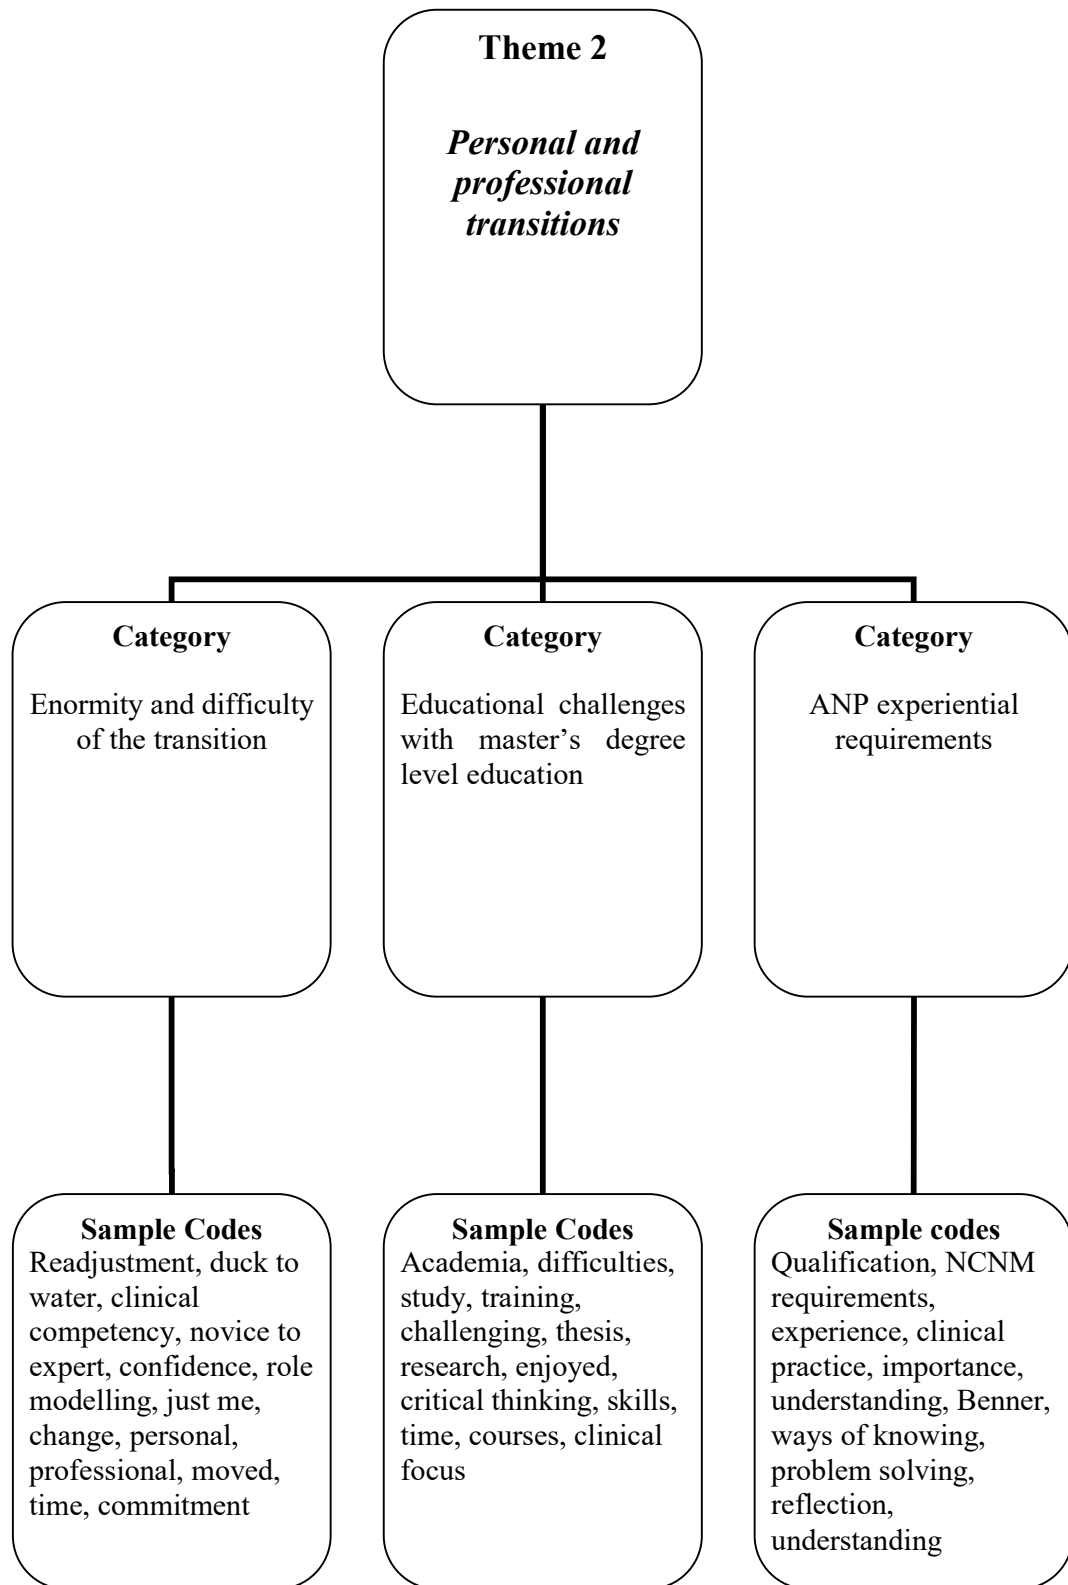 Theme 2
Personal and
professional
transitions
Category
Enormity and difficulty
of the transition
Category
Educational challenges
with master's degree
level education
Category
ANP experiential
requirements
Sample Codes
Readjustment, duck to
water, clinical
competency, novice to
expert, confidence, role
modelling, just me,
change, personal,
professional, moved,
time, commitment
Sample Codes
Academia, difficulties,
study, training,
challenging, thesis,
research, enjoyed,
critical thinking, skills,
time, courses, clinical
focus
Sample codes
Qualification, NCNM
requirements,
experience, clinical
practice, importance,
understanding, Benner,
ways of knowing,
problem solving,
reflection,
understanding